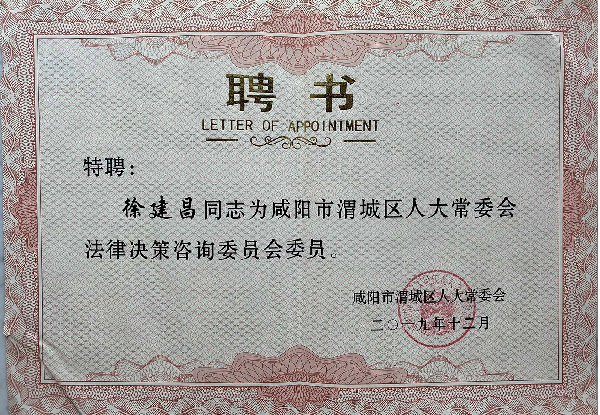 聘书
LETTER OF APPOINTMENT
特聘：
徐建昌同志为咸阳市渭城区人大常委会
法律决策咨询委员会委员。
咸阳市渭城区人大常委会
二〇一九年十二月